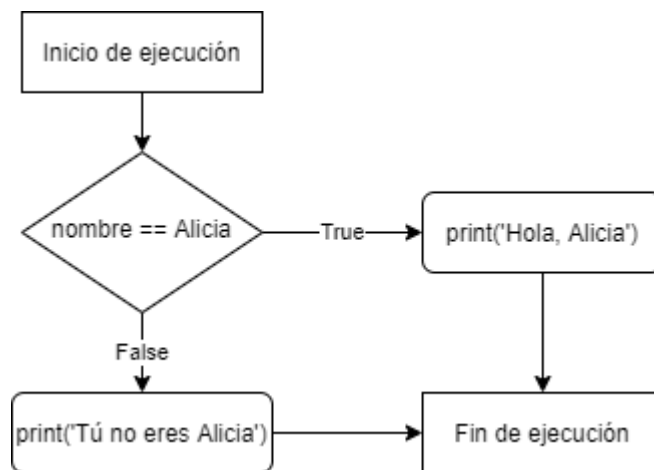 Inicio de ejecución
nombre == Alicia
True
print('Hola, Alicia')
False
print('Tú no eres Alicia')
Fin de ejecución